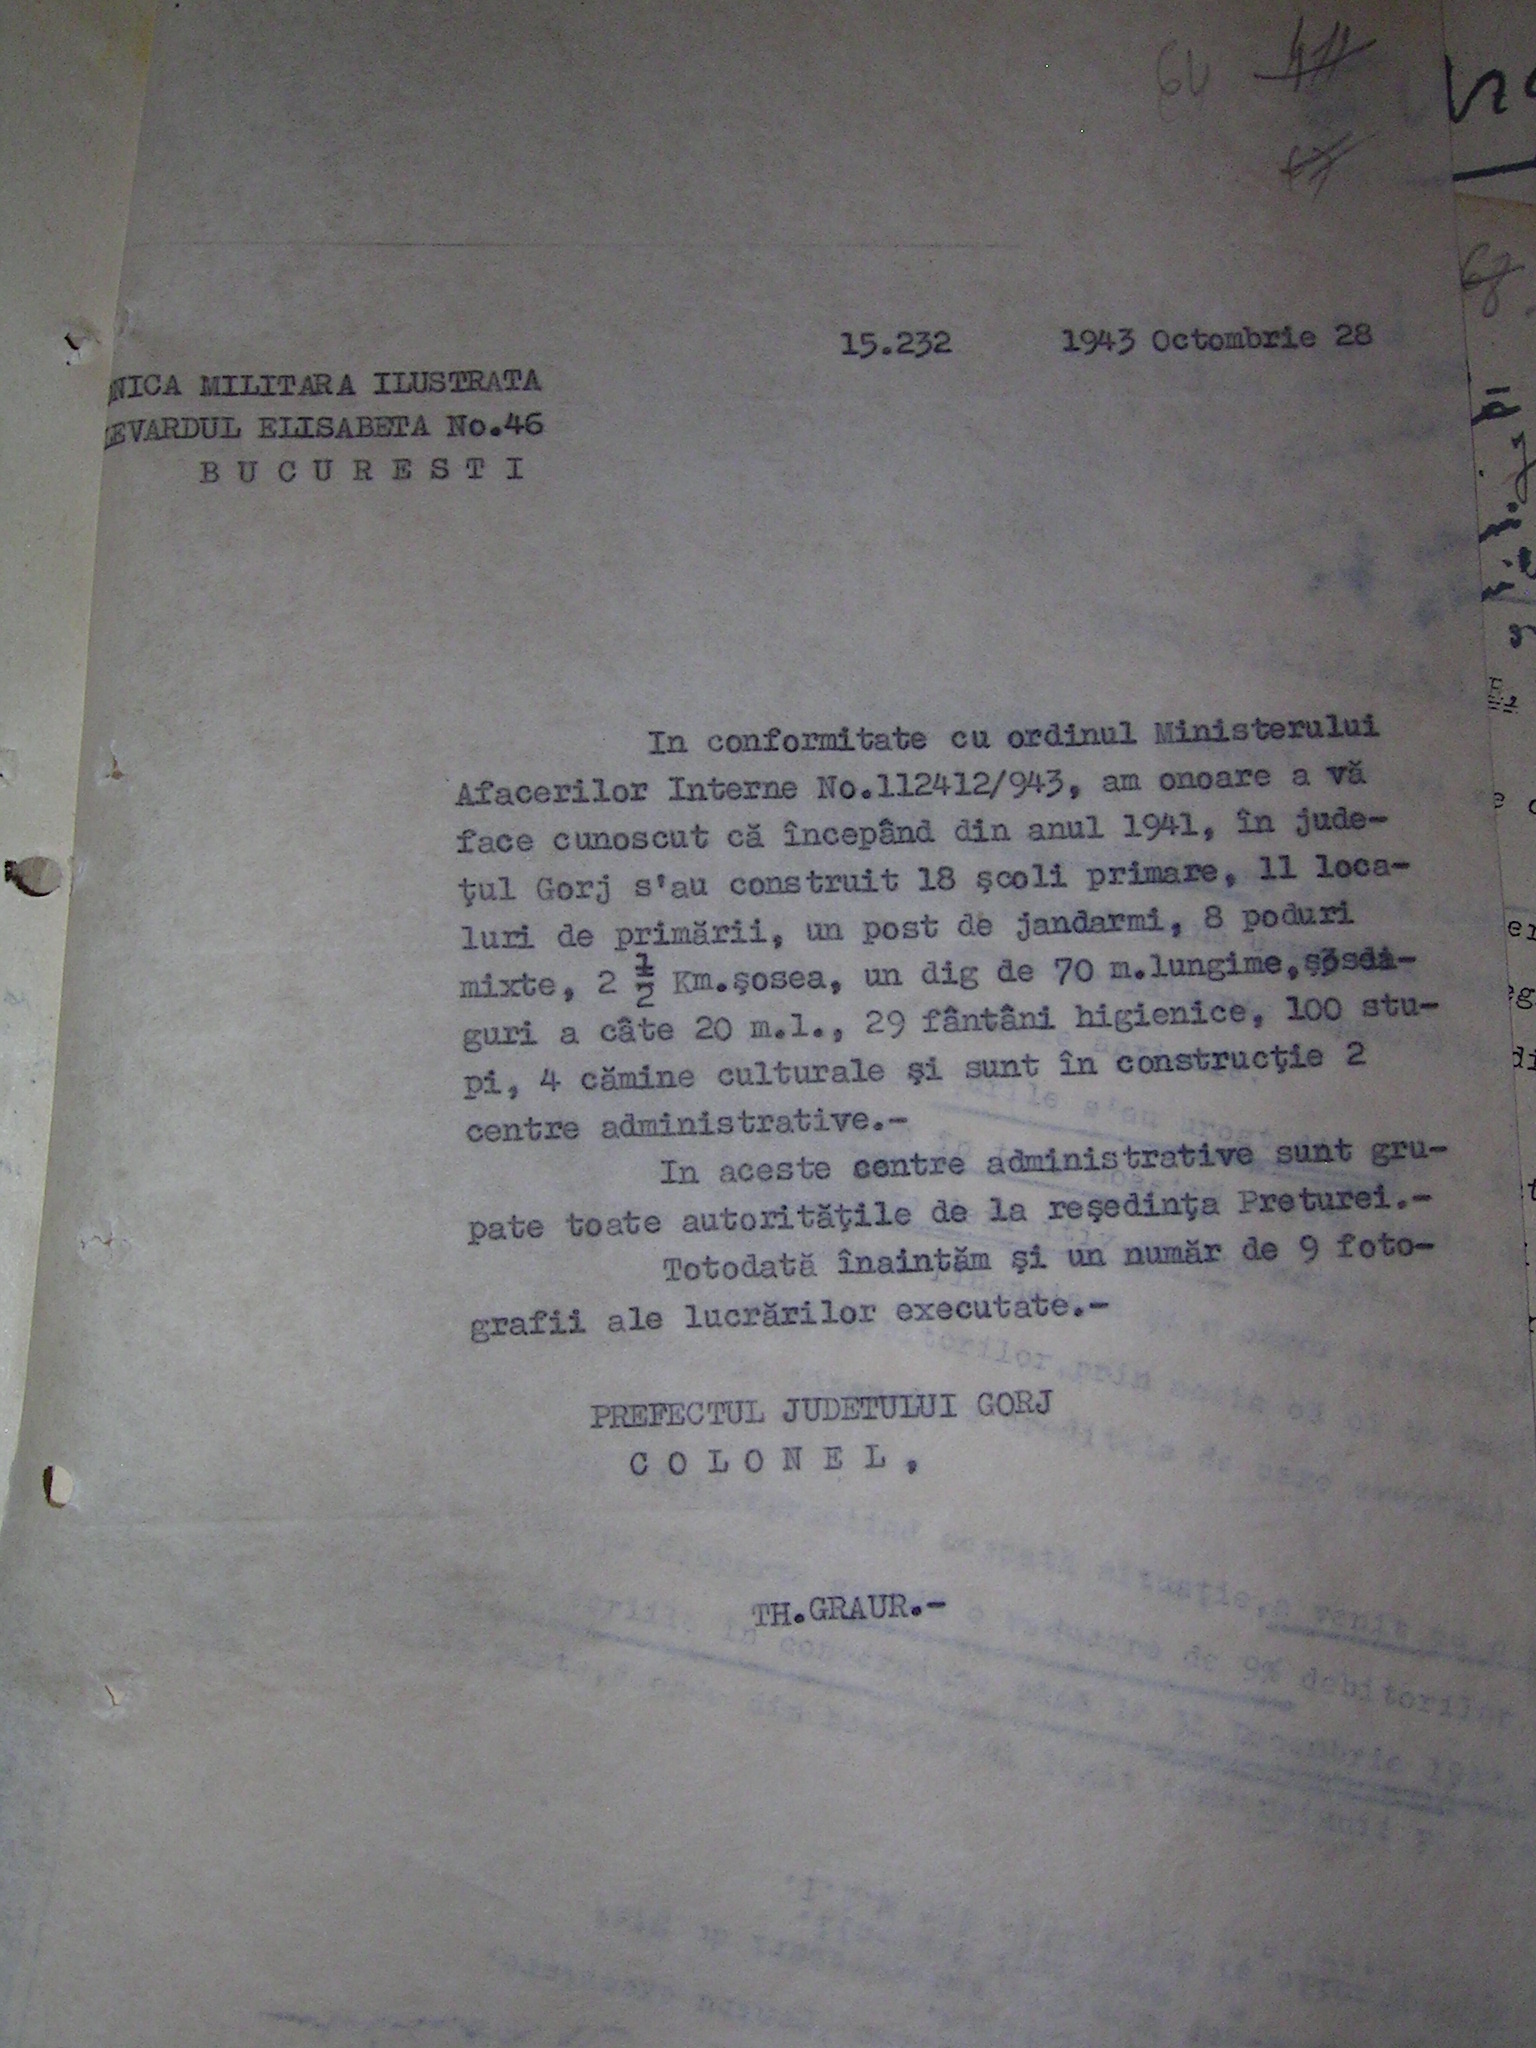 15.232 1943 Octombrie 28
NICA MILITARA ILUSTRATA
EVARDUL ELISABETA No.46
B U C U R E S T I
In conformitate cu ordinul Ministerului
Afacerilor Interne No.112412/943, am onoare a vă
face cunoscut că începând din anul 1941, în jude-
ţul Gorj s'au construit 18 şcoli primare, 11 loca-
luri de primării, un post de jandarmi, 8 poduri
mixte, 2 1/2 Km.şosea, un dig de 70 m.lungime,
guri a câte 20 m.l., 29 fântâni higienice, 100 stu-
pi, 4 cămine culturale şi sunt în construcţie 2
centre administrative.-
In aceste centre administrative sunt gru-
pate toate autorităţile de la reşedinţa Preturei.-
Totodată înaintăm şi un număr de 9 foto-
grafii ale lucrărilor executate.-
PREFECTUL JUDETULUI GORJ
C O L O N E L ,
TH.GRAUR.-